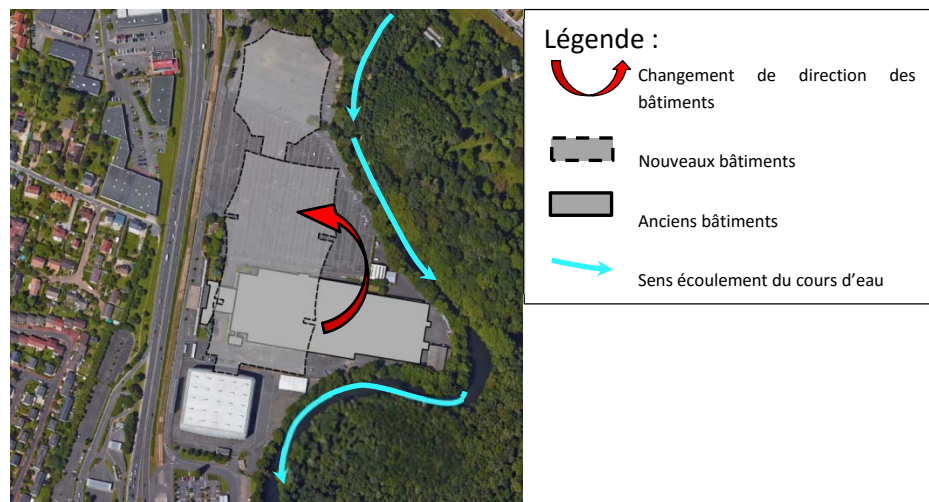 Légende :
Changement de direction des
bâtiments
Nouveaux bâtiments
Anciens bâtiments
Sens écoulement du cours d'eau